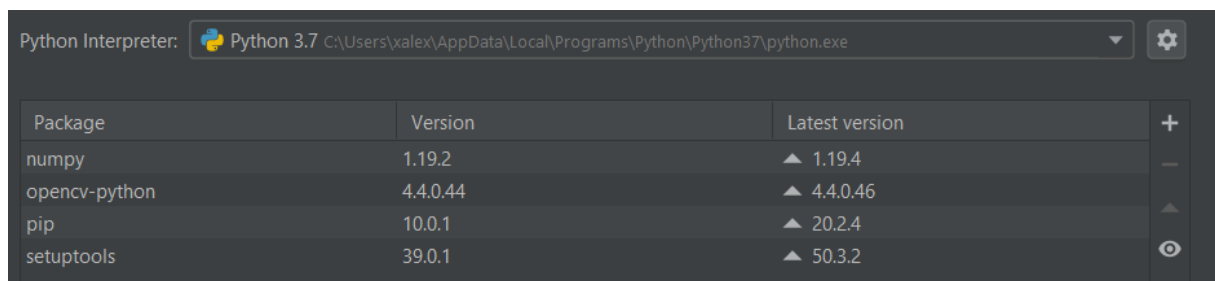 Python Interpreter: Python 3.7 C:\Users\xalex\AppData\Local\Programs\Python\Python37\python.exe
Package Version Latest version
numpy 1.19.2 1.19.4
opencv-python 4.4.0.44 4.4.0.46
pip 10.0.1 20.2.4
setuptools 39.0.1 50.3.2